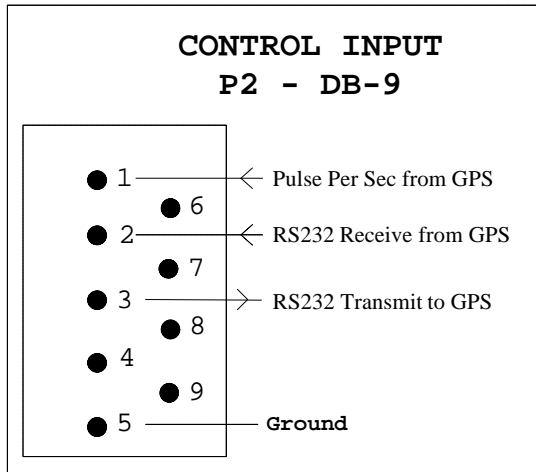 CONTROL INPUT
P2 - DB-9
1 Pulse Per Sec from GPS
6
2 RS232 Receive from GPS
7
3 RS232 Transmit to GPS
8
4
9
5 Ground